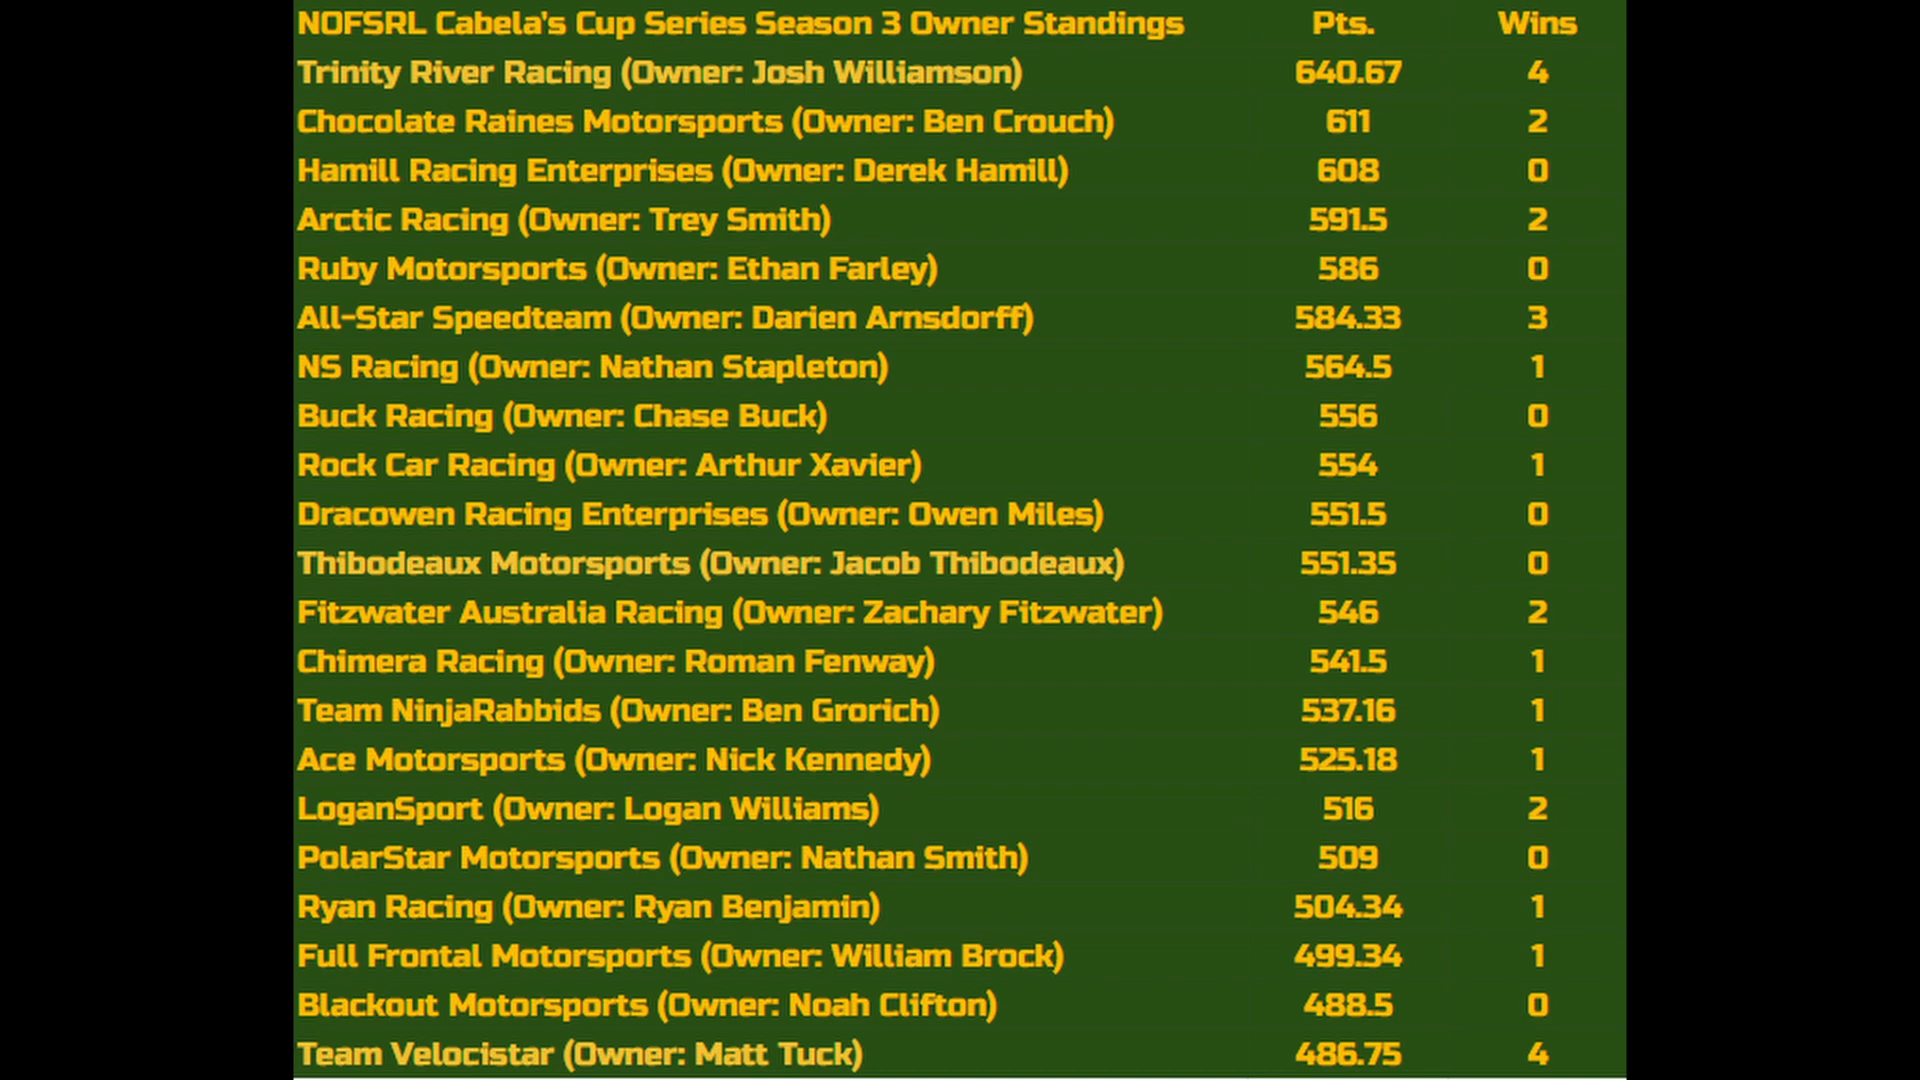 NOFSRL Cabela's Cup Series Season 3 Owner Standings Pts. Wins
Trinity River Racing (Owner: Josh Williamson) 640.67 4
Chocolate Raines Motorsports (Owner: Ben Crouch) 611 2
Hamill Racing Enterprises (Owner: Derek Hamill) 608 0
Arctic Racing (Owner: Trey Smith) 591.5 2
Ruby Motorsports (Owner: Ethan Farley) 586 0
All-Star Speedteam (Owner: Darien Arnsdorff) 584.33 3
NS Racing (Owner: Nathan Stapleton) 564.5 1
Buck Racing (Owner: Chase Buck) 556 0
Rock Car Racing (Owner: Arthur Xavier) 554 1
Dracowen Racing Enterprises (Owner: Owen Miles) 551.5 0
Thibodeaux Motorsports (Owner: Jacob Thibodeaux) 551.35 0
Fitzwater Australia Racing (Owner: Zachary Fitzwater) 546 2
Chimera Racing (Owner: Roman Fenway) 541.5 1
Team NinjaRabbids (Owner: Ben Grorich) 537.16 1
Ace Motorsports (Owner: Nick Kennedy) 525.18 1
LoganSport (Owner: Logan Williams) 516 2
PolarStar Motorsports (Owner: Nathan Smith) 509 0
Ryan Racing (Owner: Ryan Benjamin) 504.34 1
Full Frontal Motorsports (Owner: William Brock) 499.34 1
Blackout Motorsports (Owner: Noah Clifton) 488.5 0
Team Velocistar (Owner: Matt Tuck) 486.75 4